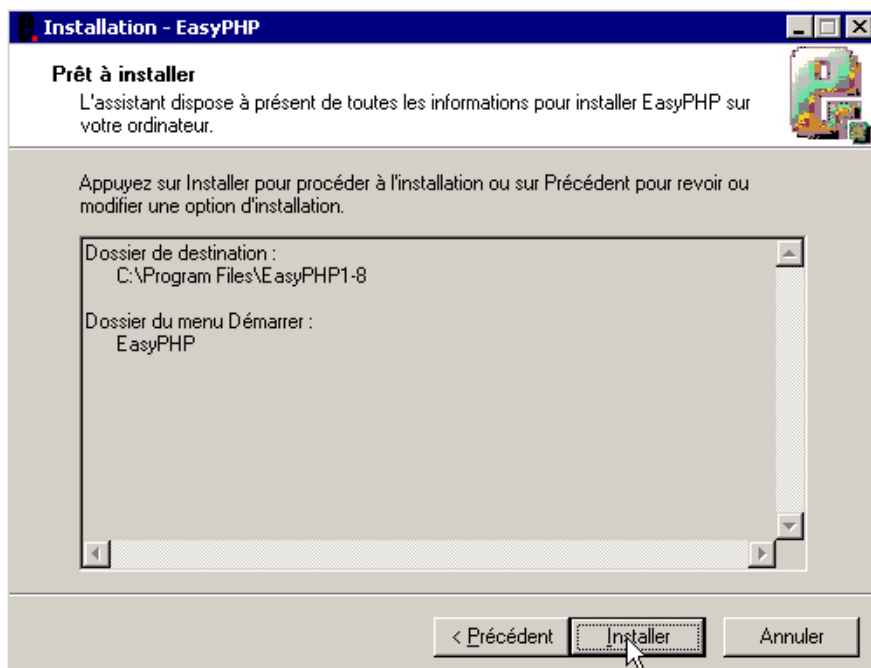 Installation - EasyPHP
Prêt à installer
L'assistant dispose à présent de toutes les informations pour installer EasyPHP sur
votre ordinateur.
Appuyez sur Installer pour procéder à l'installation ou sur Précédent pour revoir ou
modifier une option d'installation.
Dossier de destination :
C:\Program Files\EasyPHP1-8
Dossier du menu Démarrer :
EasyPHP
< Précédent
Installer
Annuler